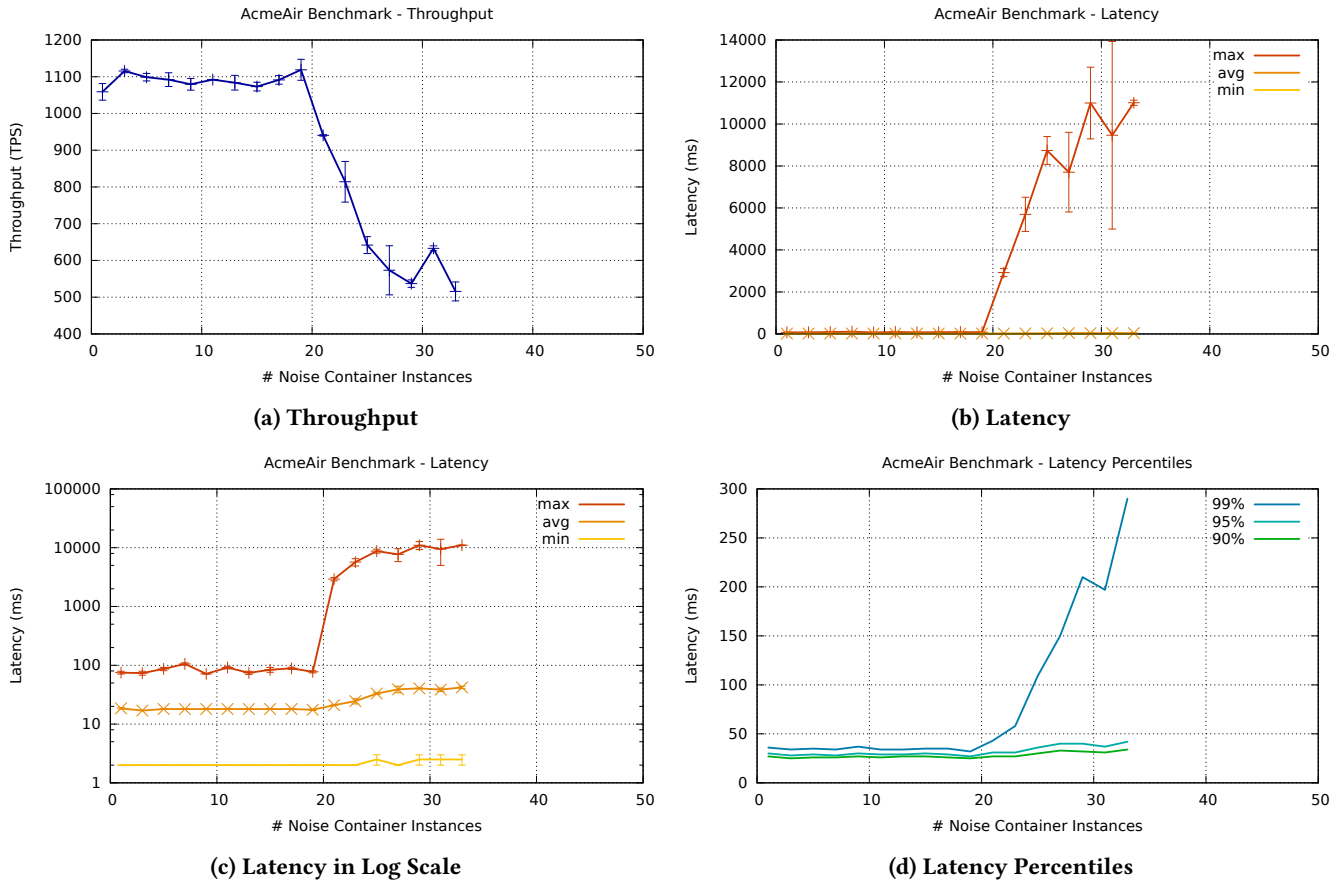 AcmeAir Benchmark - Throughput
1200
1100
1000
900
800
700
600
500
400
0 10 20 30 40 50
Throughput (TPS)
# Noise Container Instances
(a) Throughput
AcmeAir Benchmark - Latency
14000
12000
10000
8000
6000
4000
2000
0
0 10 20 30 40 50
Latency (ms)
max
avg
min
# Noise Container Instances
(b) Latency
AcmeAir Benchmark - Latency
100000
10000
1000
100
10
1
0 10 20 30 40 50
Latency (ms)
max
avg
min
# Noise Container Instances
(c) Latency in Log Scale
AcmeAir Benchmark - Latency Percentiles
300
250
200
150
100
50
0
0 10 20 30 40 50
Latency (ms)
99%
95%
90%
# Noise Container Instances
(d) Latency Percentiles